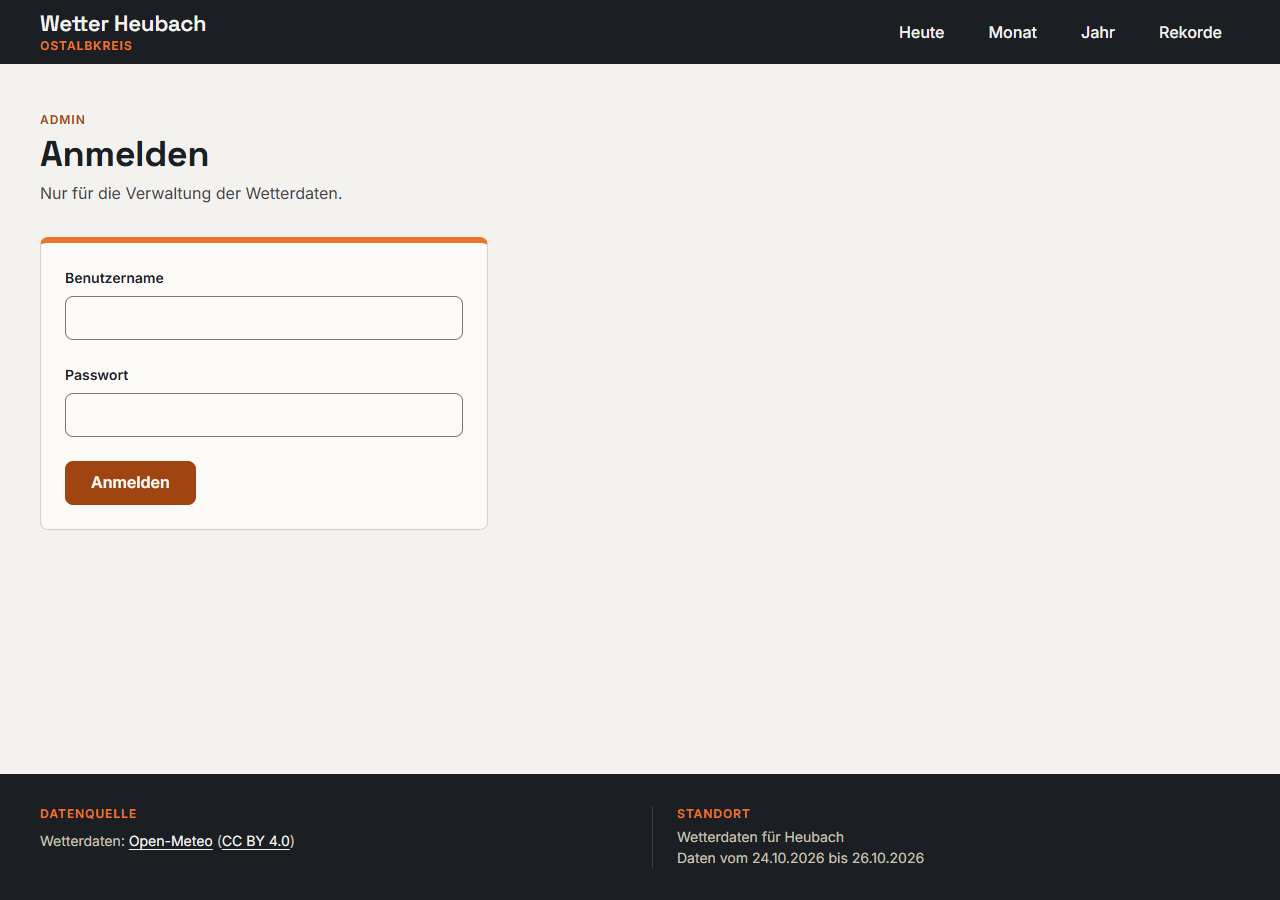 Wetter Heubach
OSTALBKREIS
Heute Monat Jahr Rekorde
ADMIN
Anmelden
Nur für die Verwaltung der Wetterdaten.
Benutzername
Passwort
Anmelden
DATENQUELLE
Wetterdaten: Open-Meteo (CC BY 4.0)
STANDORT
Wetterdaten für Heubach
Daten vom 24.10.2026 bis 26.10.2026